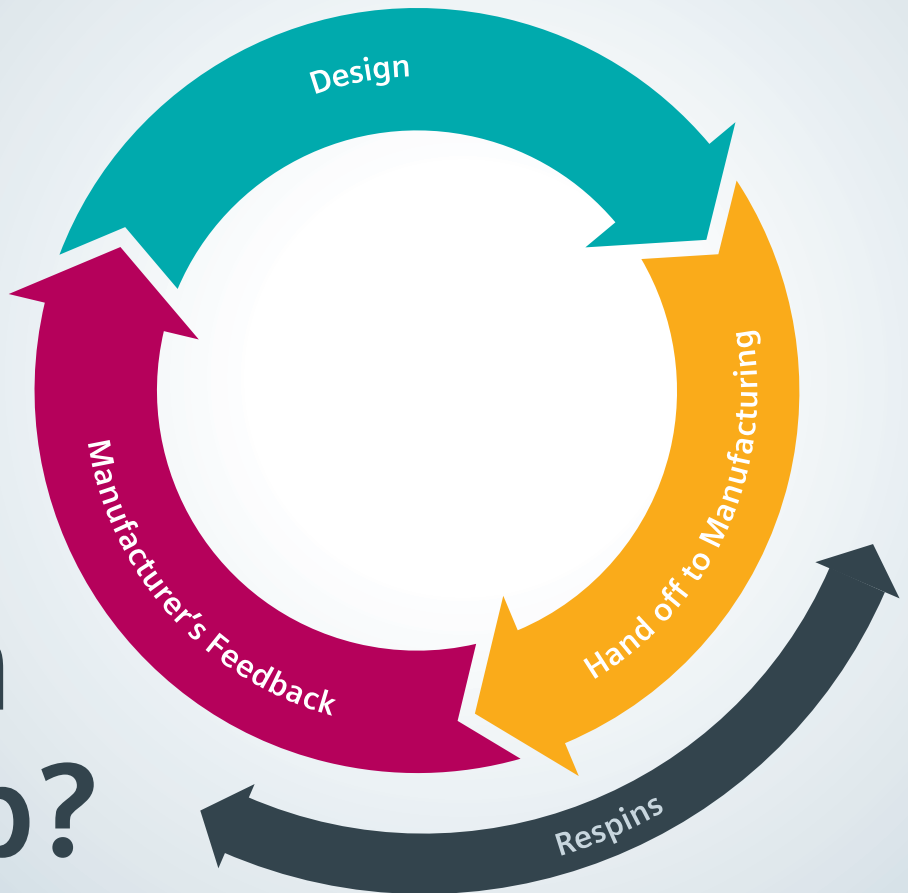 Design
Hand off to Manufacturing
Manufacturer's Feedback
Respins